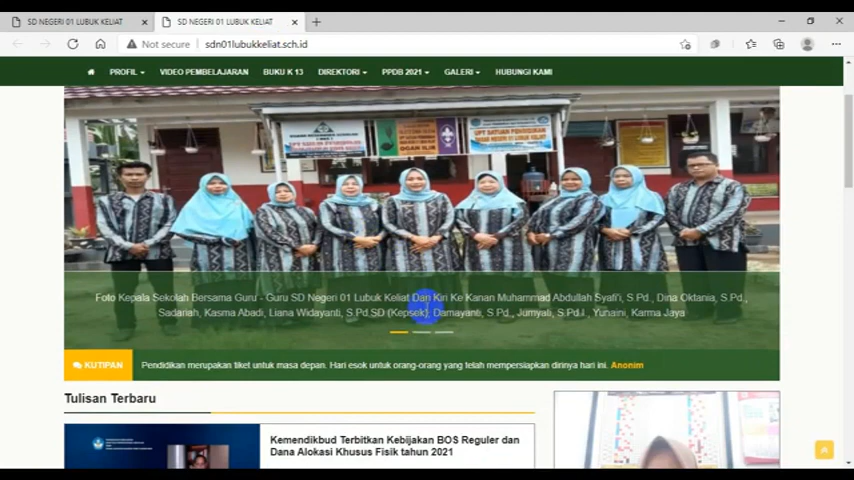 SD NEGERI 01 LUBUK KELIAT
SD NEGERI 01 LUBUK KELIAT
Not secure
sdn01lubukkeliat.sch.id
PROFIL
VIDEO PEMBELAJARAN
BUKU K 13
DIREKTORI
PPDB 2021
GALERI
HUBUNGI KAMI
UPT SATUAN PENDIDIKAN
OGAN ILIR
Foto Kepala Sekolah Bersama Guru - Guru SD Negeri 01 Lubuk Keliat Dari Kiri Ke Kanan Muhammad Abdullah Syafi'i, S.Pd., Dina Oktania, S.Pd.,
Sadariah, Kasma Abadi, Liana Widayanti, S.Pd.SD (Kepsek), Damayanti, S.Pd., Jumyati, S.Pd.I., Yunaini, Karma Jaya
KUTIPAN
Pendidikan merupakan tiket untuk masa depan. Hari esok untuk orang-orang yang telah mempersiapkan dirinya hari ini. Anonim
Tulisan Terbaru
Kemendikbud Terbitkan Kebijakan BOS Reguler dan
Dana Alokasi Khusus Fisik tahun 2021